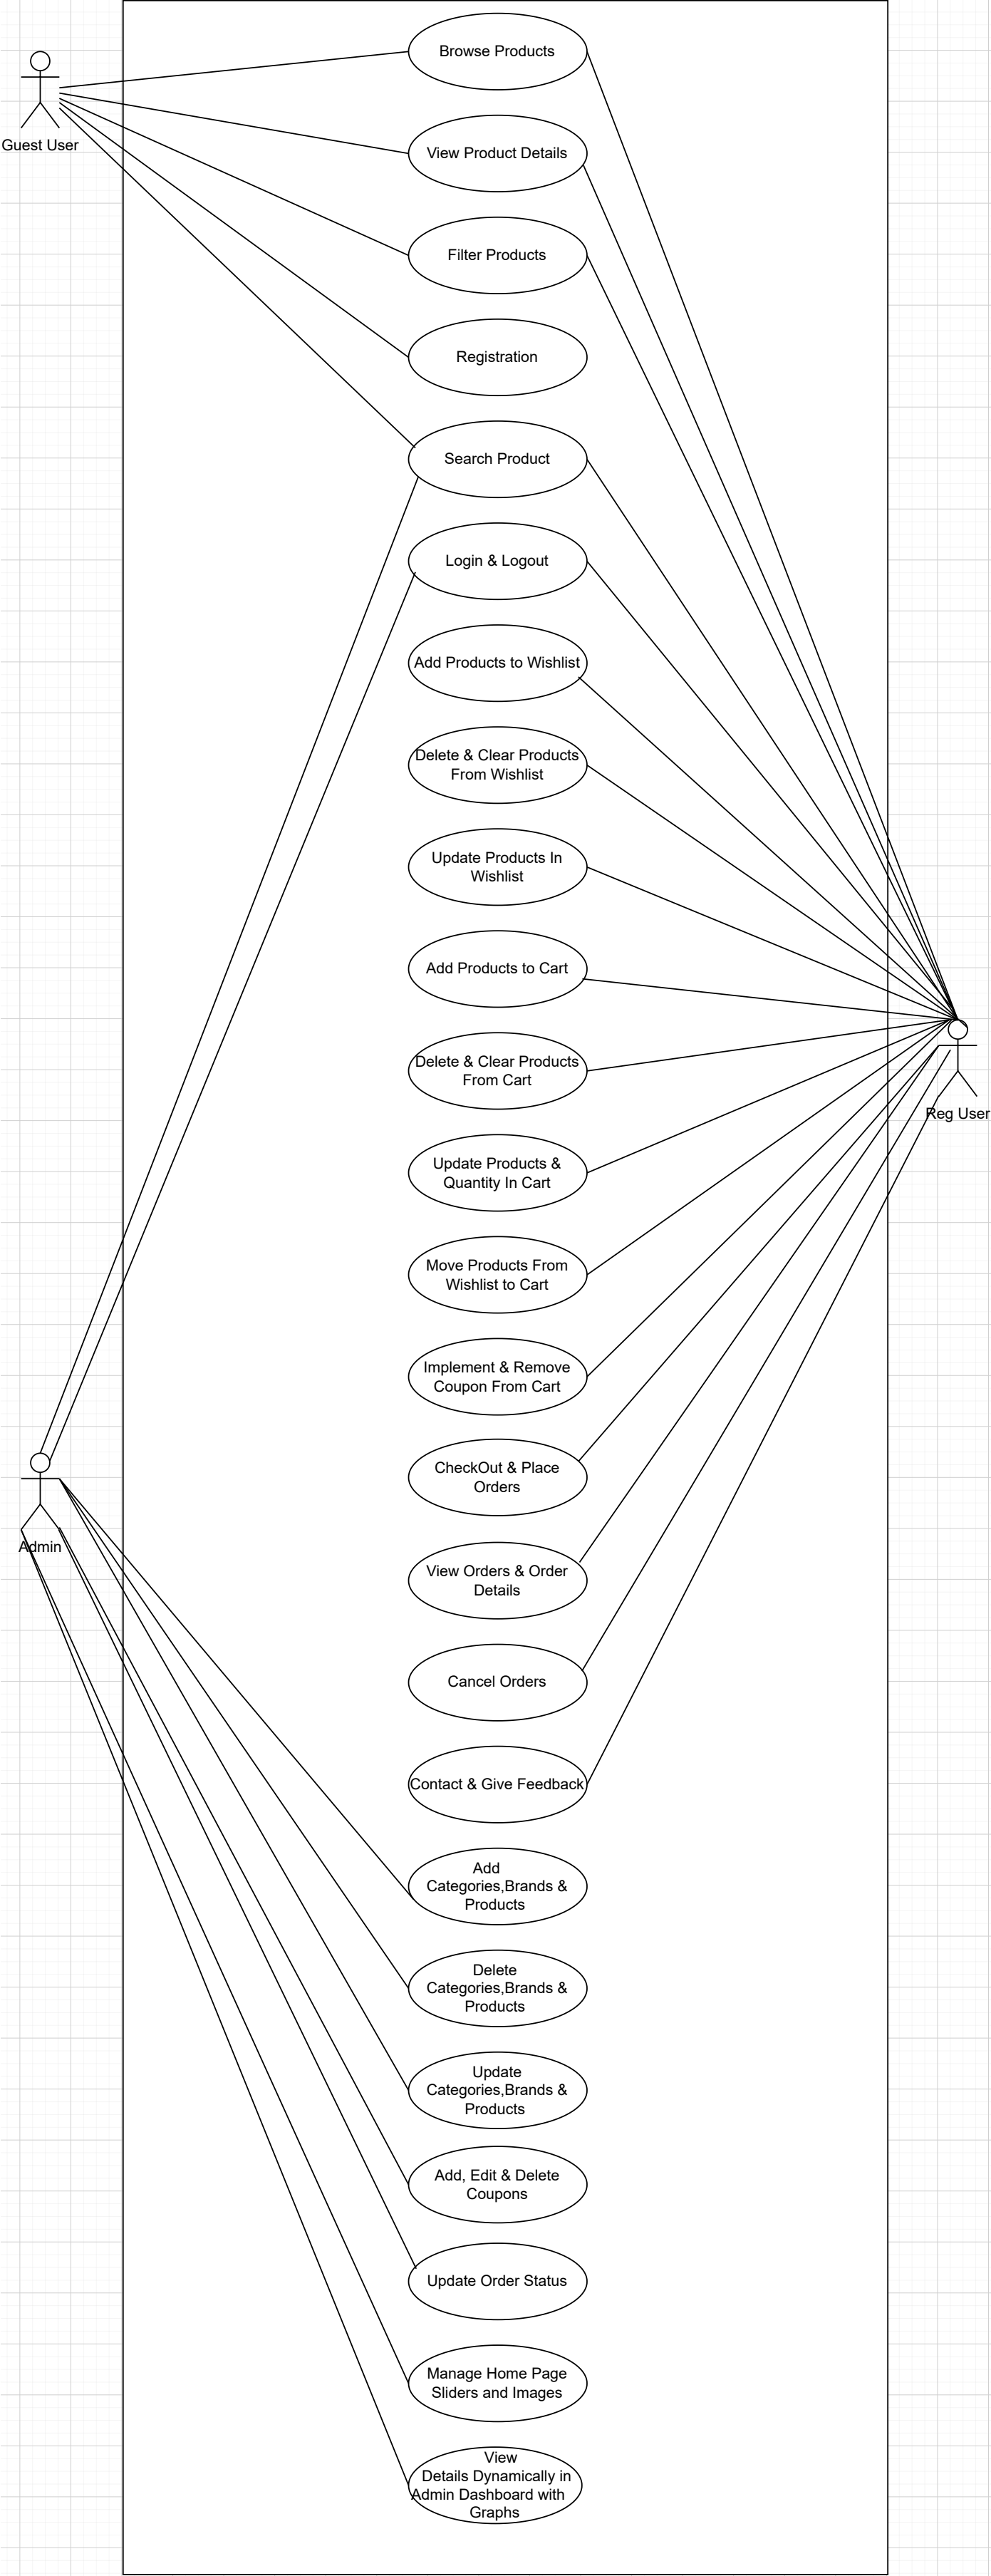 Browse Products
Guest User
View Product Details
Filter Products
Registration
Search Product
Login & Logout
Add Products to Wishlist
Delete & Clear Products
From Wishlist
Update Products In
Wishlist
Add Products to Cart
Delete & Clear Products
From Cart
Reg User
Update Products &
Quantity In Cart
Move Products From
Wishlist to Cart
Implement & Remove
Coupon From Cart
CheckOut & Place
Orders
Admin
View Orders & Order
Details
Cancel Orders
Contact & Give Feedback
Add
Categories,Brands &
Products
Delete
Categories,Brands &
Products
Update
Categories,Brands &
Products
Add, Edit & Delete
Coupons
Update Order Status
Manage Home Page
Sliders and Images
View
Details Dynamically in
Admin Dashboard with
Graphs